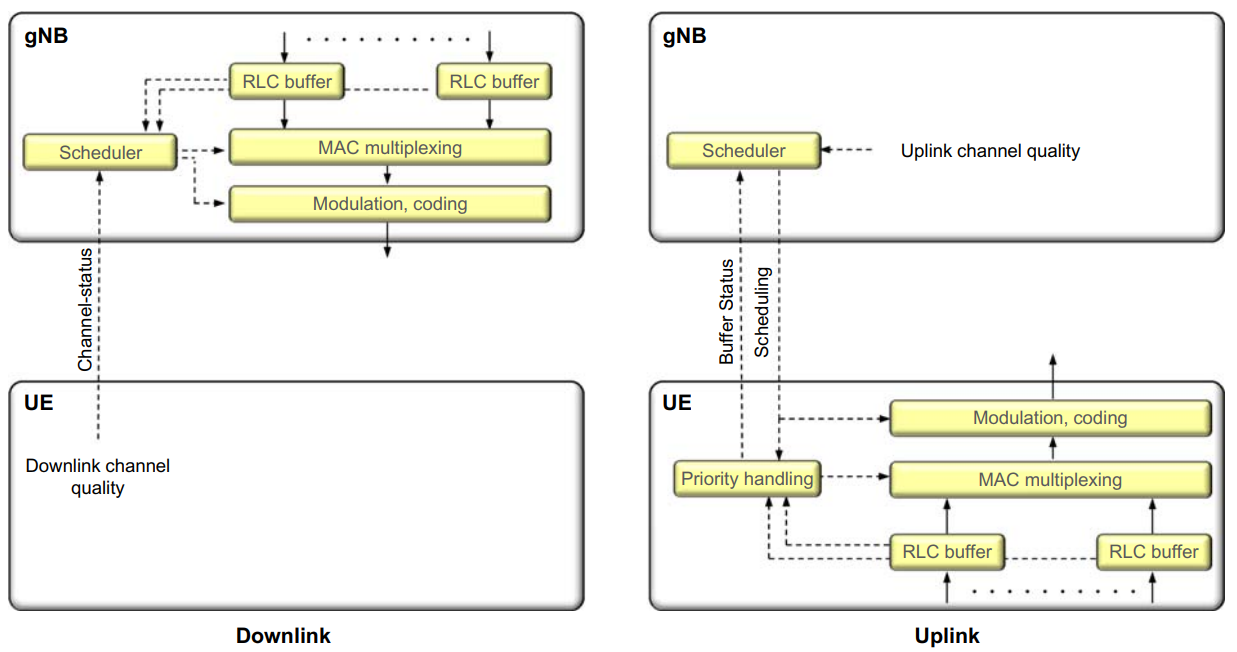 gNB
RLC buffer
RLC buffer
Scheduler
MAC multiplexing
Modulation, coding
Channel-status
UE
Downlink channel
quality
Downlink
gNB
Scheduler
Uplink channel quality
Buffer Status
Scheduling
UE
Modulation, coding
Priority handling
MAC multiplexing
RLC buffer
RLC buffer
Uplink